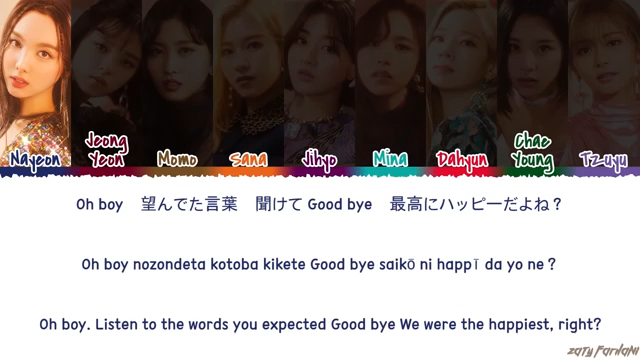 Nayeon
Jeong Yeon
Momo
Sana
Jihyo
Mina
Dahyun
Chae Young
Tzuyu
Oh boy 望んでた言葉 聞けて Good bye 最高にハッピーだよね？
Oh boy nozondeta kotoba kikete Good bye saikō ni happī da yo ne？
Oh boy. Listen to the words you expected Good bye We were the happiest, right?
zaty farhani